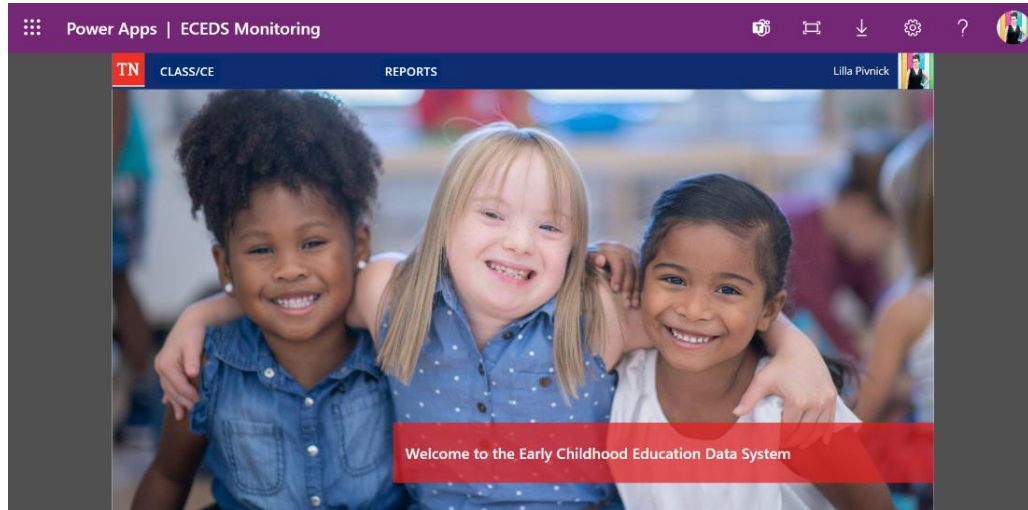 Power Apps | ECEDS Monitoring
TN CLASS/CE REPORTS Lilla Pivnick
Welcome to the Early Childhood Education Data System